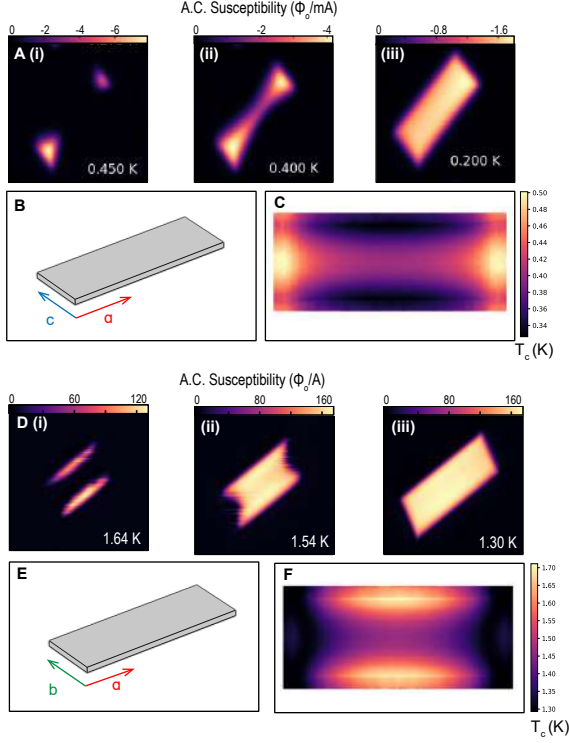 A.C. Susceptibility (Φ₀/mA)
0 -2 -4 -6
0 -2 -4
0 -0.8 -1.6
A (i)
(ii)
(iii)
0.450 K
0.400 K
0.200 K
B
c
a
C
0.50
0.48
0.46
0.44
0.42
0.40
0.38
0.36
0.34
T_c (K)
A.C. Susceptibility (Φ₀/A)
0 60 120
0 80 160
0 80 160
D (i)
(ii)
(iii)
1.64 K
1.54 K
1.30 K
E
b
a
F
1.70
1.65
1.60
1.55
1.50
1.45
1.40
1.35
1.30
T_c (K)